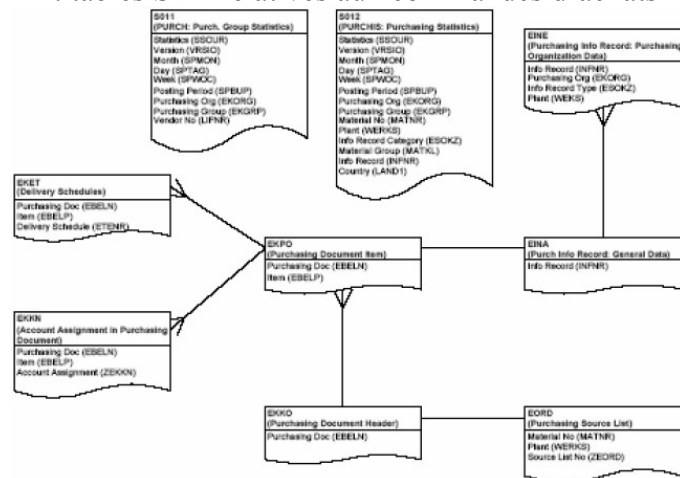 S011
(PURCH: Purch. Group Statistics)
Statistics (SSOUR)
Version (VRSIO)
Month (SPMON)
Day (SPTAG)
Week (SPWOC)
Posting Period (SPBUP)
Purchasing Org (EKORG)
Purchasing Group (EKGRP)
Vendor No (LIFNR)
S012
(PURCHIS: Purchasing Statistics)
Statistics (SSOUR)
Version (VRSIO)
Month (SPMON)
Day (SPTAG)
Week (SPWOC)
Posting Period (SPBUP)
Purchasing Org (EKORG)
Purchasing Group (EKGRP)
Material No (MATNR)
Plant (WERKS)
Info Record Category (ESOKZ)
Material Group (MATKL)
Info Record (INFNR)
Country (LAND1)
EINE
(Purchasing Info Record: Purchasing
Organization Data)
Info Record (INFNR)
Purchasing Org (EKORG)
Info Record Type (ESOKZ)
Plant (WEKS)
EKET
(Delivery Schedules)
Purchasing Doc (EBELN)
Item (EBELP)
Delivery Schedule (ETENR)
EKPO
(Purchasing Document Item)
Purchasing Doc (EBELN)
Item (EBELP)
EINA
(Purch Info Record: General Data)
Info Record (INFNR)
EKKN
(Account Assignment in Purchasing
Document)
Purchasing Doc (EBELN)
Item (EBELP)
Account Assignment (ZEKKN)
EKKO
(Purchasing Document Header)
Purchasing Doc (EBELN)
EORD
(Purchasing Source List)
Material No (MATNR)
Plant (WERKS)
Source List No (ZEORD)